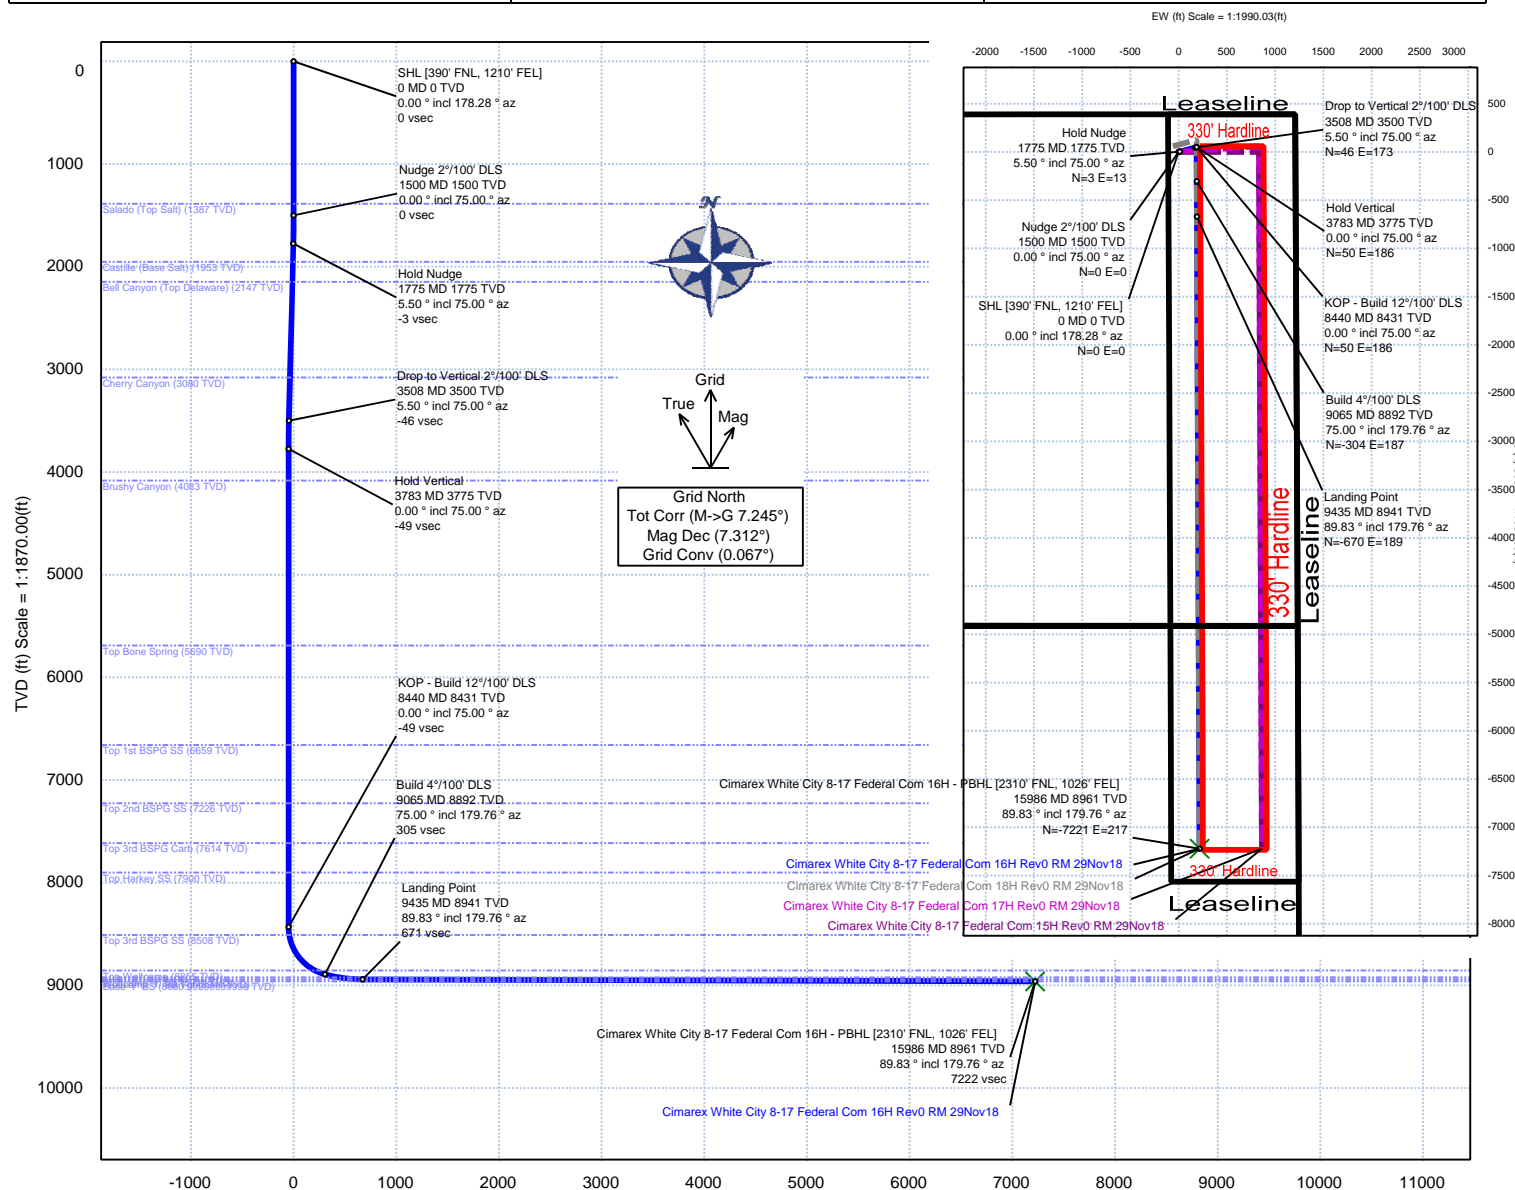 EW (ft) Scale = 1:1990.03(ft)
-2000 -1500 -1000 -500 0 500 1000 1500 2000 2500 3000
0
1000
2000
3000
4000
5000
6000
7000
8000
9000
10000
TVD (ft) Scale = 1:1870.00(ft)
-1000 0 1000 2000 3000 4000 5000 6000 7000 8000 9000 10000 11000
SHL [390' FNL, 1210' FEL]
0 MD 0 TVD
0.00 ° incl 178.28 ° az
0 vsec
Nudge 2°/100' DLS
1500 MD 1500 TVD
0.00 ° incl 75.00 ° az
0 vsec
Salado (Top Salt) (1387 TVD)
Castile (Base Salt) (1953 TVD)
Bell Canyon (Top Delaware) (2147 TVD)
Hold Nudge
1775 MD 1775 TVD
5.50 ° incl 75.00 ° az
-3 vsec
Cherry Canyon (3080 TVD)
Drop to Vertical 2°/100' DLS
3508 MD 3500 TVD
5.50 ° incl 75.00 ° az
-46 vsec
Brushy Canyon (4083 TVD)
Hold Vertical
3783 MD 3775 TVD
0.00 ° incl 75.00 ° az
-49 vsec
Top Bone Spring (5690 TVD)
Top 1st BSPG SS (6659 TVD)
Top 2nd BSPG SS (7226 TVD)
Top 3rd BSPG Carb (7614 TVD)
Top Harkey SS (7900 TVD)
Top 3rd BSPG SS (8508 TVD)
KOP - Build 12°/100' DLS
8440 MD 8431 TVD
0.00 ° incl 75.00 ° az
-49 vsec
Build 4°/100' DLS
9065 MD 8892 TVD
75.00 ° incl 179.76 ° az
305 vsec
Landing Point
9435 MD 8941 TVD
89.83 ° incl 179.76 ° az
671 vsec
Cimarex White City 8-17 Federal Com 16H - PBHL [2310' FNL, 1026' FEL]
15986 MD 8961 TVD
89.83 ° incl 179.76 ° az
7222 vsec
Cimarex White City 8-17 Federal Com 16H Rev0 RM 29Nov18
N
Grid
True
Mag
Grid North
Tot Corr (M->G 7.245°)
Mag Dec (7.312°)
Grid Conv (0.067°)
Leaseline
330' Hardline
Hold Nudge
1775 MD 1775 TVD
5.50 ° incl 75.00 ° az
N=3 E=13
Nudge 2°/100' DLS
1500 MD 1500 TVD
0.00 ° incl 75.00 ° az
N=0 E=0
SHL [390' FNL, 1210' FEL]
0 MD 0 TVD
0.00 ° incl 178.28 ° az
N=0 E=0
Drop to Vertical 2°/100' DLS
3508 MD 3500 TVD
5.50 ° incl 75.00 ° az
N=46 E=173
Hold Vertical
3783 MD 3775 TVD
0.00 ° incl 75.00 ° az
N=50 E=186
KOP - Build 12°/100' DLS
8440 MD 8431 TVD
0.00 ° incl 75.00 ° az
N=50 E=186
Build 4°/100' DLS
9065 MD 8892 TVD
75.00 ° incl 179.76 ° az
N=-304 E=187
Landing Point
9435 MD 8941 TVD
89.83 ° incl 179.76 ° az
N=-670 E=189
330' Hardline
Leaseline
Cimarex White City 8-17 Federal Com 16H - PBHL [2310' FNL, 1026' FEL]
15986 MD 8961 TVD
89.83 ° incl 179.76 ° az
N=-7221 E=217
Cimarex White City 8-17 Federal Com 16H Rev0 RM 29Nov18
Cimarex White City 8-17 Federal Com 18H Rev0 RM 29Nov18
Cimarex White City 8-17 Federal Com 17H Rev0 RM 29Nov18
Cimarex White City 8-17 Federal Com 15H Rev0 RM 29Nov18
330' Hardline
Leaseline
500
0
-500
-1000
-1500
-2000
-2500
-3000
-3500
-4000
-4500
-5000
-5500
-6000
-6500
-7000
-7500
-8000